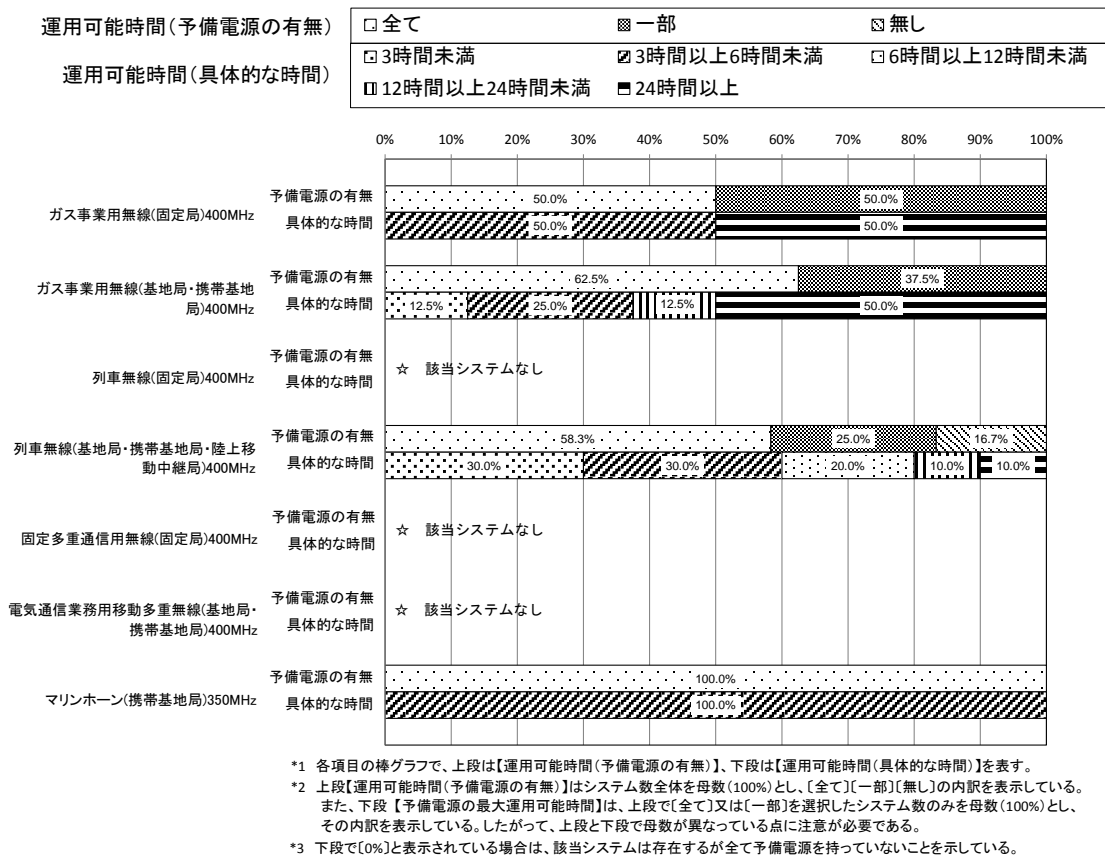 運用可能時間(予備電源の有無)
全て 一部 無し
運用可能時間(具体的な時間)
3時間未満 3時間以上6時間未満 6時間以上12時間未満
12時間以上24時間未満 24時間以上
0% 10% 20% 30% 40% 50% 60% 70% 80% 90% 100%
ガス事業用無線(固定局)400MHz
予備電源の有無
50.0% 50.0%
具体的な時間
50.0% 50.0%
ガス事業用無線(基地局・携帯基地
局)400MHz
予備電源の有無
62.5% 37.5%
具体的な時間
12.5% 25.0% 12.5% 50.0%
列車無線(固定局)400MHz
予備電源の有無
具体的な時間
☆ 該当システムなし
列車無線(基地局・携帯基地局・陸上移
動中継局)400MHz
予備電源の有無
58.3% 25.0% 16.7%
具体的な時間
30.0% 30.0% 20.0% 10.0% 10.0%
固定多重通信用無線(固定局)400MHz
予備電源の有無
具体的な時間
☆ 該当システムなし
電気通信業務用移動多重無線(基地局・
携帯基地局)400MHz
予備電源の有無
具体的な時間
☆ 該当システムなし
マリンホーン(携帯基地局)350MHz
予備電源の有無
100.0%
具体的な時間
100.0%
*1 各項目の棒グラフで、上段は【運用可能時間(予備電源の有無)】、下段は【運用可能時間(具体的な時間)】を表す。
*2 上段【運用可能時間(予備電源の有無)】はシステム数全体を母数(100%)とし、〔全て〕〔一部〕〔無し〕の内訳を表示している。
また、下段 【予備電源の最大運用可能時間】は、上段で〔全て〕又は〔一部〕を選択したシステム数のみを母数(100%)とし、
その内訳を表示している。したがって、上段と下段で母数が異なっている点に注意が必要である。
*3 下段で〔0%〕と表示されている場合は、該当システムは存在するが全て予備電源を持っていないことを示している。